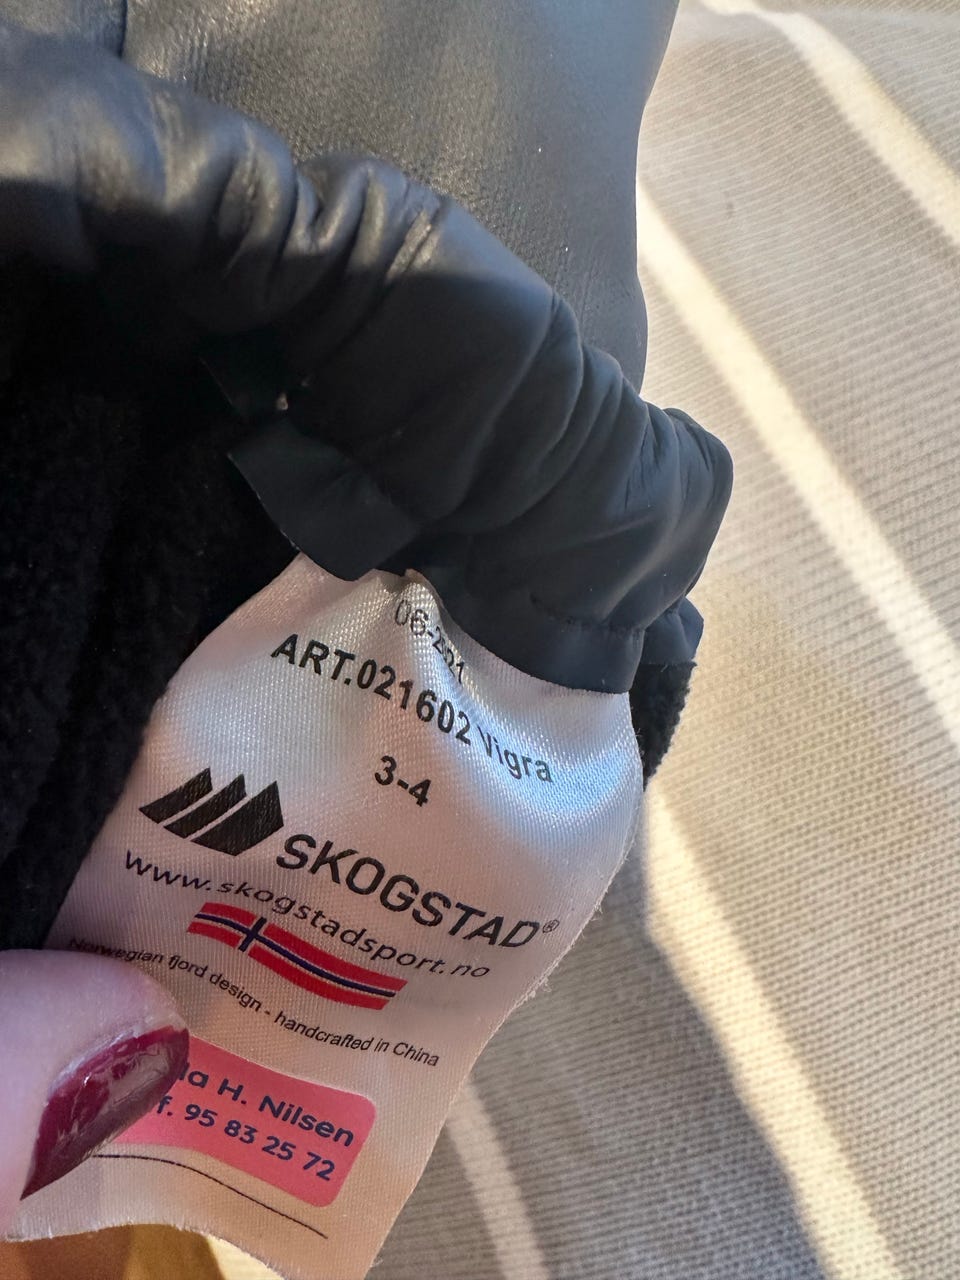 ART.021602 Vigra
3-4
SKOGSTAD®
www.skogstadsport.no
Norwegian fjord design - handcrafted in China
H. Nilsen
95 83 25 72